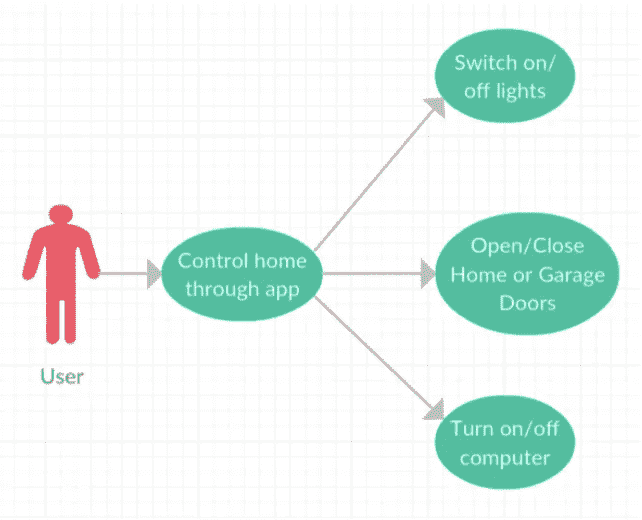 Switch on/
off lights
Control home
through app
Open/Close
Home or Garage
Doors
User
Turn on/off
computer